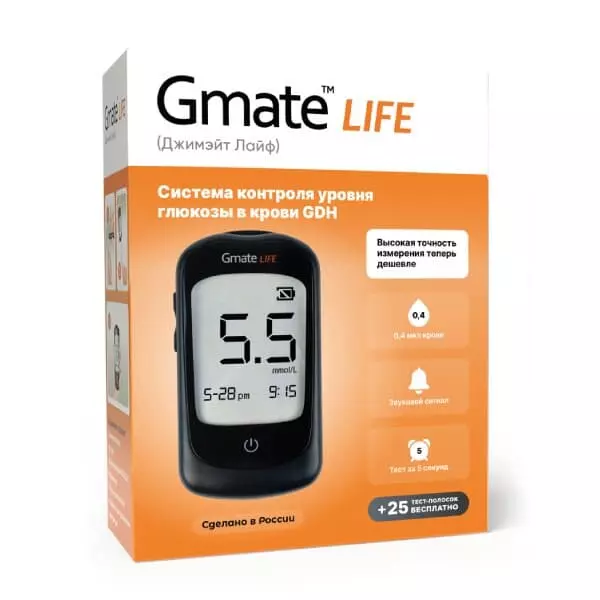 Gmate™ LIFE
(Джимэйт Лайф)
Система контроля уровня
глюкозы в крови GDH
Высокая точность
измерения теперь
дешевле
Gmate LIFE
5.5
mmol/L
5-28 pm 9:15
0,4
0,4 мкл крови
Звуковой сигнал
5
Тест за 5 секунд
+25 ТЕСТ-ПОЛОСОК
БЕСПЛАТНО
Сделано в России
Gmate LIFE